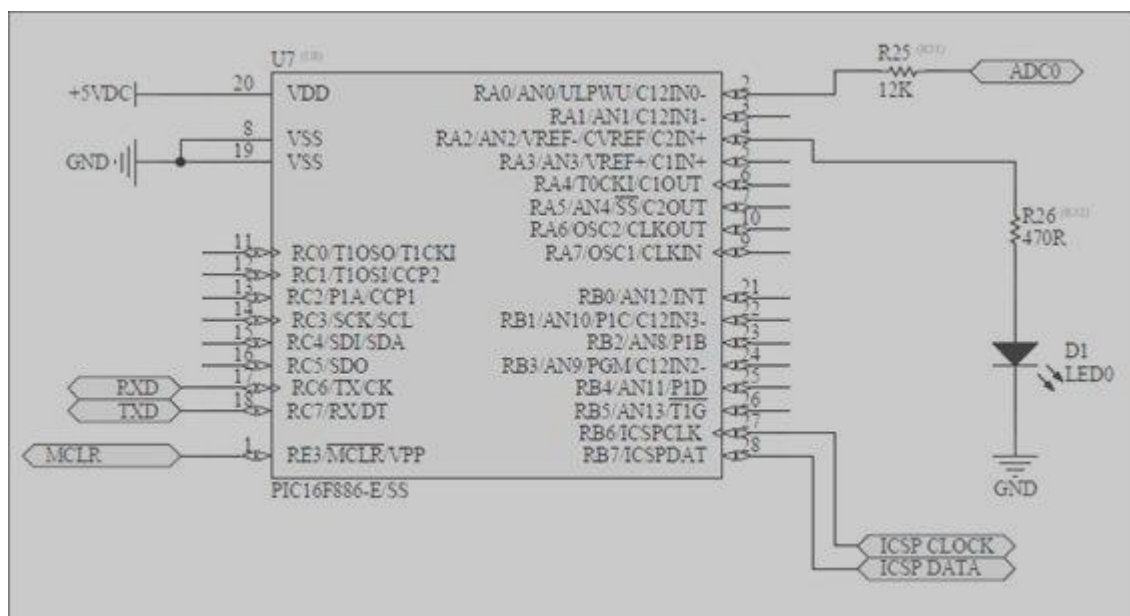 U7
+5VDC
20
VDD
8
VSS
GND
19
VSS
11
RC0/T1OSO/T1CKI
12
RC1/T1OSI/CCP2
13
RC2/P1A/CCP1
14
RC3/SCK/SCL
15
RC4/SDI/SDA
16
RC5/SDO
RXD
17
RC6/TX/CK
TXD
18
RC7/RX/DT
MCLR
1
RE3/MCLR/VPP
PIC16F886-E/SS
RA0/AN0/ULPWU/C12IN0-
2
RA1/AN1/C12IN1-
3
RA2/AN2/VREF-/CVREF/C2IN+
4
RA3/AN3/VREF+/C1IN+
5
RA4/T0CKI/C1OUT
6
RA5/AN4/SS/C2OUT
7
RA6/OSC2/CLKOUT
10
RA7/OSC1/CLKIN
9
RB0/AN12/INT
21
RB1/AN10/P1C/C12IN3-
22
RB2/AN8/P1B
23
RB3/AN9/PGM/C12IN2-
24
RB4/AN11/P1D
25
RB5/AN13/T1G
26
RB6/ICSPCLK
27
RB7/ICSPDAT
28
R25
12K
ADC0
R26
470R
D1
LED0
GND
ICSP CLOCK
ICSP DATA